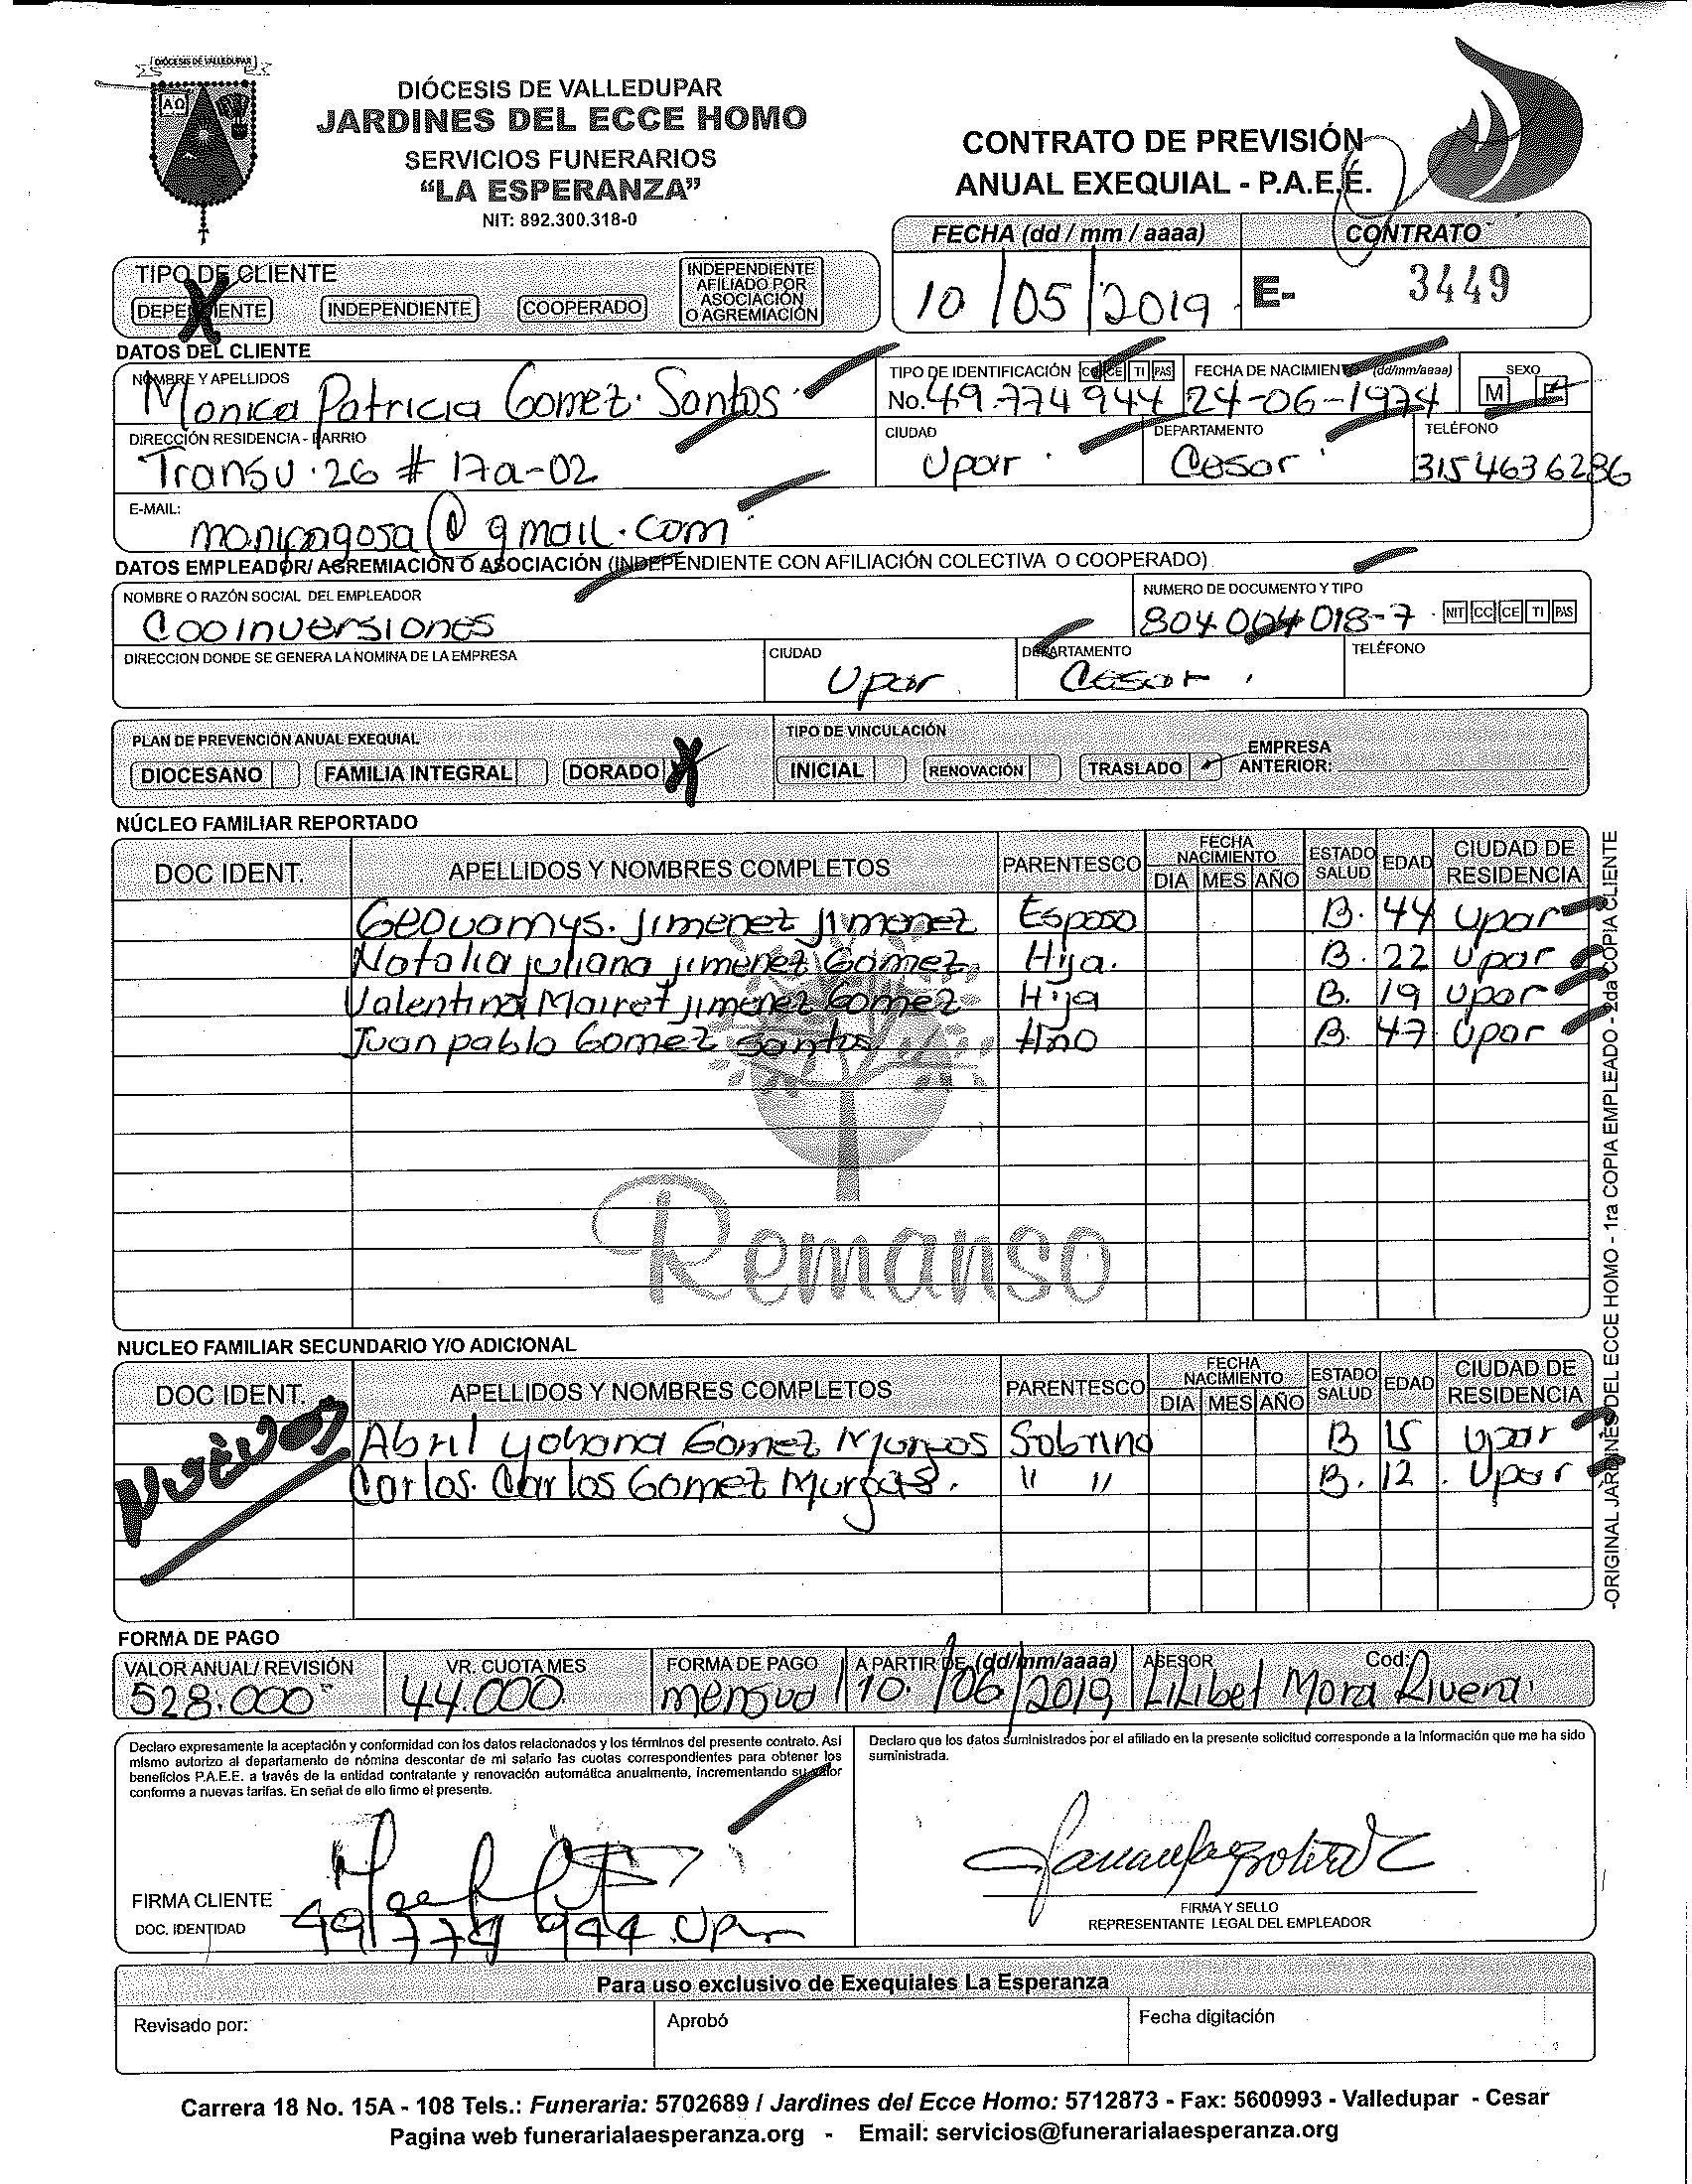 DIÓCESIS DE VALLEDUPAR
DIÓCESIS DE VALLEDUPAR
JARDINES DEL ECCE HOMO
SERVICIOS FUNERARIOS
“LA ESPERANZA”
NIT: 892.300.318-0
CONTRATO DE PREVISIÓN
ANUAL EXEQUIAL - P.A.E.E.
FECHA (dd / mm / aaaa) CONTRATO
10/05/2019 E- 3449
TIPO DE CLIENTE
DEPENDIENTE INDEPENDIENTE COOPERADO INDEPENDIENTE AFILIADO POR ASOCIACIÓN O AGREMIACIÓN
DATOS DEL CLIENTE
NOMBRE Y APELLIDOS TIPO DE IDENTIFICACIÓN CC CE TI PAS FECHA DE NACIMIENTO (dd/mm/aaaa) SEXO
Monica Patricia Gomez Santos No. 49.774944 24-06-1974 M F
DIRECCIÓN RESIDENCIA - BARRIO CIUDAD DEPARTAMENTO TELÉFONO
Transv. 26 # 17a-02 Upar Cesar 3154636286
E-MAIL:
monipagosa@gmail.com
DATOS EMPLEADOR/ AGREMIACIÓN O ASOCIACIÓN (INDEPENDIENTE CON AFILIACIÓN COLECTIVA O COOPERADO)
NOMBRE O RAZÓN SOCIAL DEL EMPLEADOR NUMERO DE DOCUMENTO Y TIPO
Cooinversiones 804004018-7 NIT CC CE TI PAS
DIRECCION DONDE SE GENERA LA NOMINA DE LA EMPRESA CIUDAD DEPARTAMENTO TELÉFONO
Upar Cesar
PLAN DE PREVENCIÓN ANUAL EXEQUIAL TIPO DE VINCULACIÓN
DIOCESANO FAMILIA INTEGRAL DORADO X INICIAL RENOVACIÓN TRASLADO EMPRESA ANTERIOR:
NÚCLEO FAMILIAR REPORTADO
DOC IDENT. APELLIDOS Y NOMBRES COMPLETOS PARENTESCO FECHA NACIMIENTO DIA MES AÑO ESTADO SALUD EDAD CIUDAD DE RESIDENCIA
Geovamys. Jimenez Jimenez Esposo B. 44 Upar
Natalia juliana jimenez Gomez Hija. B. 22 Upar
Valentina Mairet jimenez Gomez Hija B. 19 Upar
Juan pablo Gomez Santos Hno B. 47 Upar
Remanso
NUCLEO FAMILIAR SECUNDARIO Y/O ADICIONAL
DOC IDENT. APELLIDOS Y NOMBRES COMPLETOS PARENTESCO FECHA NACIMIENTO DIA MES AÑO ESTADO SALUD EDAD CIUDAD DE RESIDENCIA
Abril yohana Gomez Murgas Sobrino B 15 Upar
Carlos. Carlos Gomez Murgas. " " B. 12. Upar
-ORIGINAL JARDINES DEL ECCE HOMO - 1ra COPIA EMPLEADO - 2da COPIA CLIENTE
FORMA DE PAGO
VALOR ANUAL/ REVISIÓN VR. CUOTA MES FORMA DE PAGO A PARTIR DE (dd/mm/aaaa) ASESOR Cód:
528.000 44.000 mensual 10/06/2019 Lilibet Mora Rivera
Declaro expresamente la aceptación y conformidad con los datos relacionados y los términos del presente contrato. Así
mismo autorizo al departamento de nómina descontar de mi salario las cuotas correspondientes para obtener los
beneficios P.A.E.E. a través de la entidad contratante y renovación automática anualmente, incrementando su valor
conforme a nuevas tarifas. En señal de ello firmo el presente.
Declaro que los datos suministrados por el afiliado en la presente solicitud corresponde a la información que me ha sido
suministrada.
FIRMA CLIENTE
DOC. IDENTIDAD 49774944 Upar
FIRMA Y SELLO
REPRESENTANTE LEGAL DEL EMPLEADOR
Para uso exclusivo de Exequiales La Esperanza
Revisado por: Aprobó Fecha digitación
Carrera 18 No. 15A - 108 Tels.: Funeraria: 5702689 / Jardines del Ecce Homo: 5712873 - Fax: 5600993 - Valledupar - Cesar
Pagina web funerarialaesperanza.org - Email: servicios@funerarialaesperanza.org